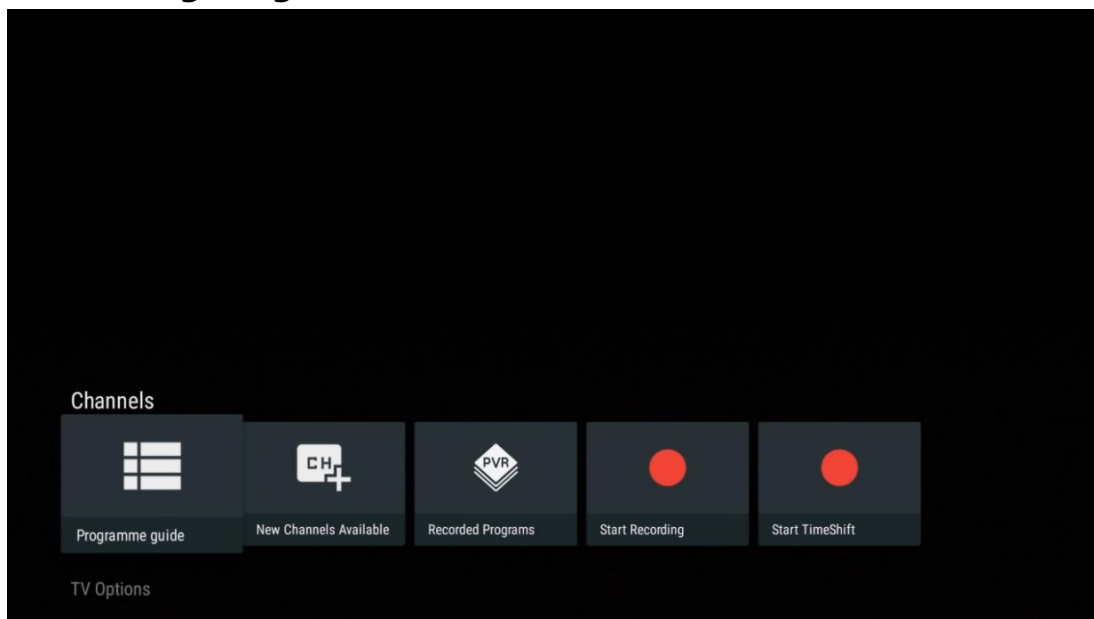 Channels
CH
PVR
Programme guide
New Channels Available
Recorded Programs
Start Recording
Start TimeShift
TV Options